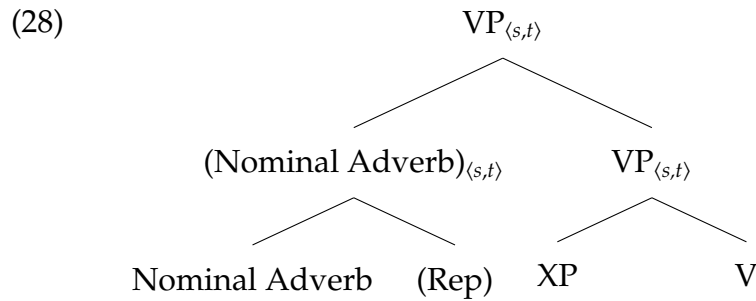 (28) VP⟨s,t⟩
(Nominal Adverb)⟨s,t⟩ VP⟨s,t⟩
Nominal Adverb (Rep) XP V